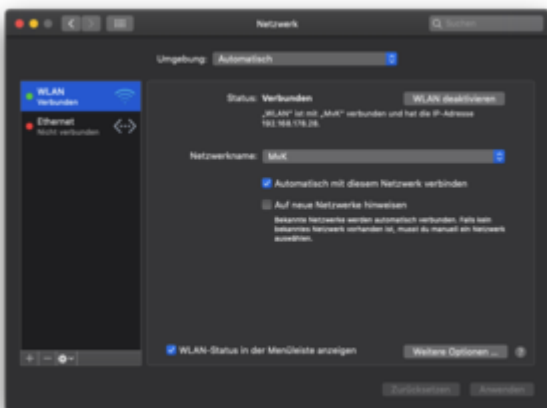 Netzwerk
Suchen
Umgebung: Automatisch
WLAN
Verbunden
Ethernet
Nicht verbunden
Status: Verbunden
WLAN deaktivieren
„WLAN“ ist mit „MvK“ verbunden und hat die IP-Adresse
192.168.178.28.
Netzwerkname: MvK
Automatisch mit diesem Netzwerk verbinden
Auf neue Netzwerke hinweisen
Bekannte Netzwerke werden automatisch verbunden. Falls kein
bekanntes Netzwerk vorhanden ist, musst du manuell ein Netzwerk
auswählen.
WLAN-Status in der Menüleiste anzeigen
Weitere Optionen ...
?
Zurücksetzen
Anwenden